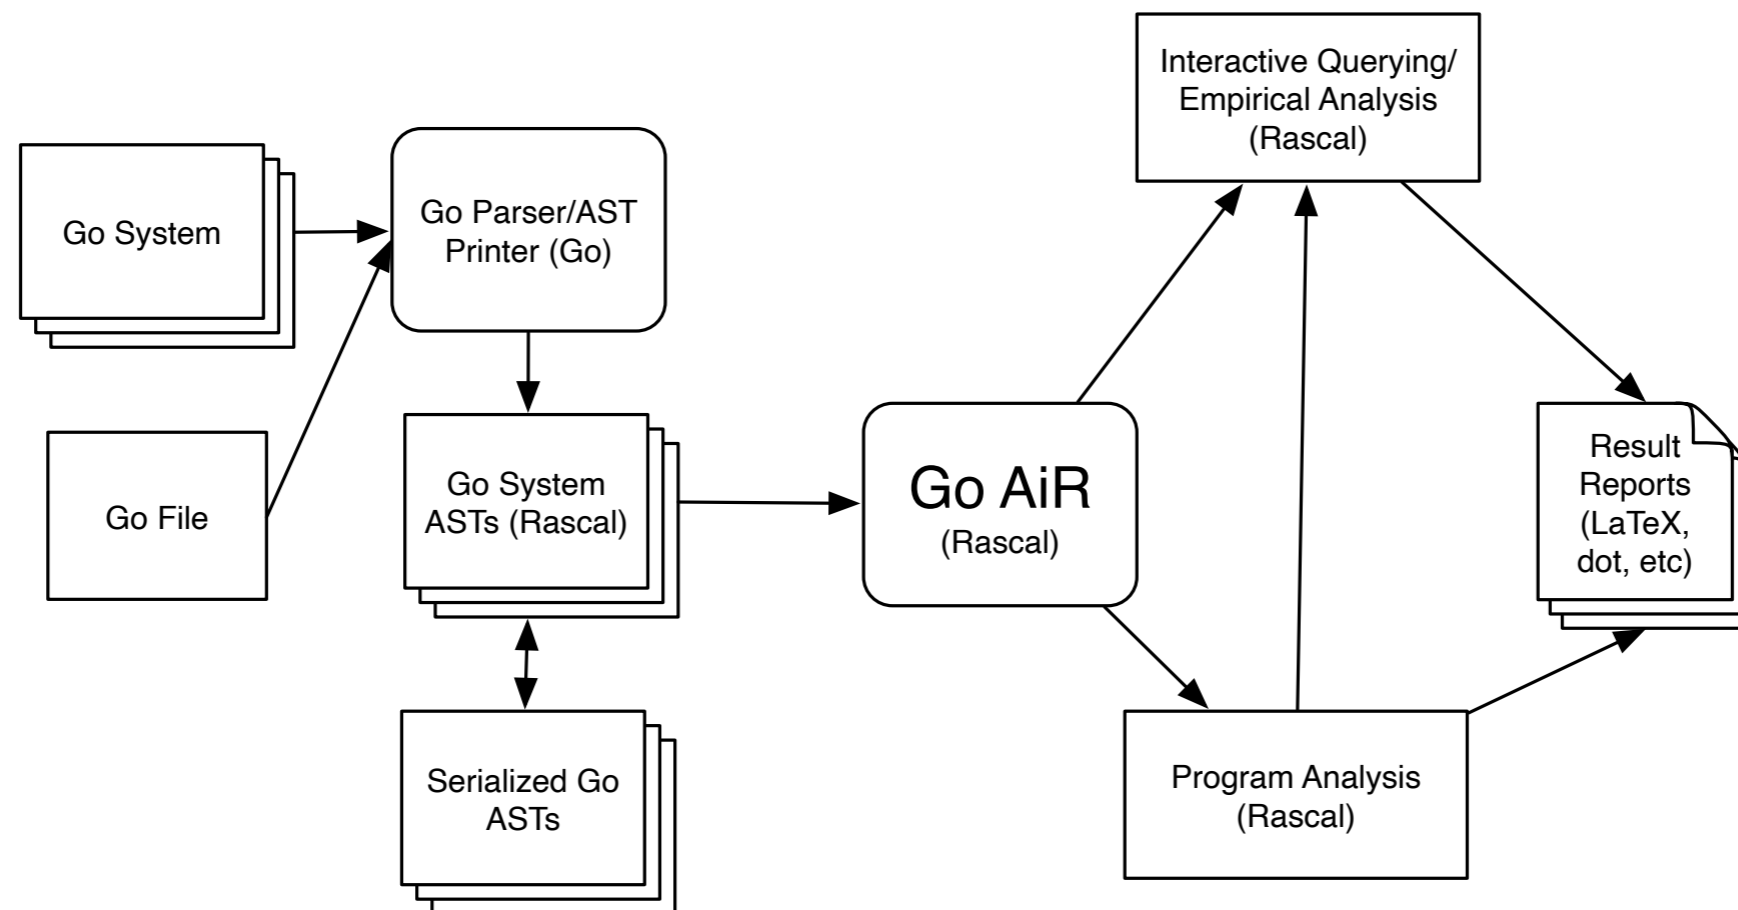 Interactive Querying/
Empirical Analysis
(Rascal)
Go System
Go Parser/AST
Printer (Go)
Go File
Go System
ASTs (Rascal)
Go AiR
(Rascal)
Result
Reports
(LaTeX,
dot, etc)
Serialized Go
ASTs
Program Analysis
(Rascal)